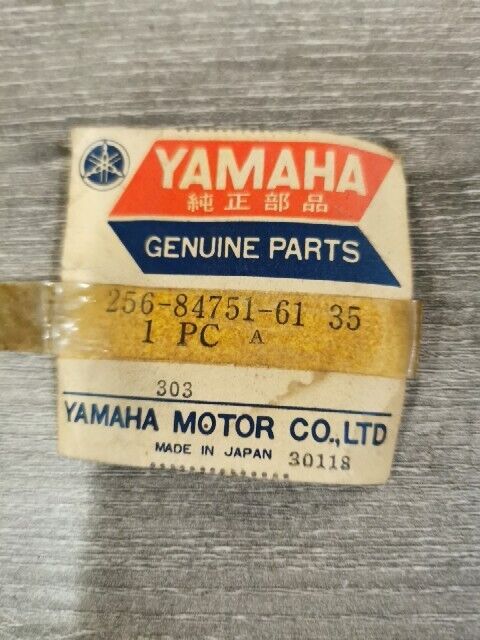 YAMAHA
純正部品
GENUINE PARTS
256-84751-61 35
1 PC A
303
YAMAHA MOTOR CO.,LTD
MADE IN JAPAN 30118